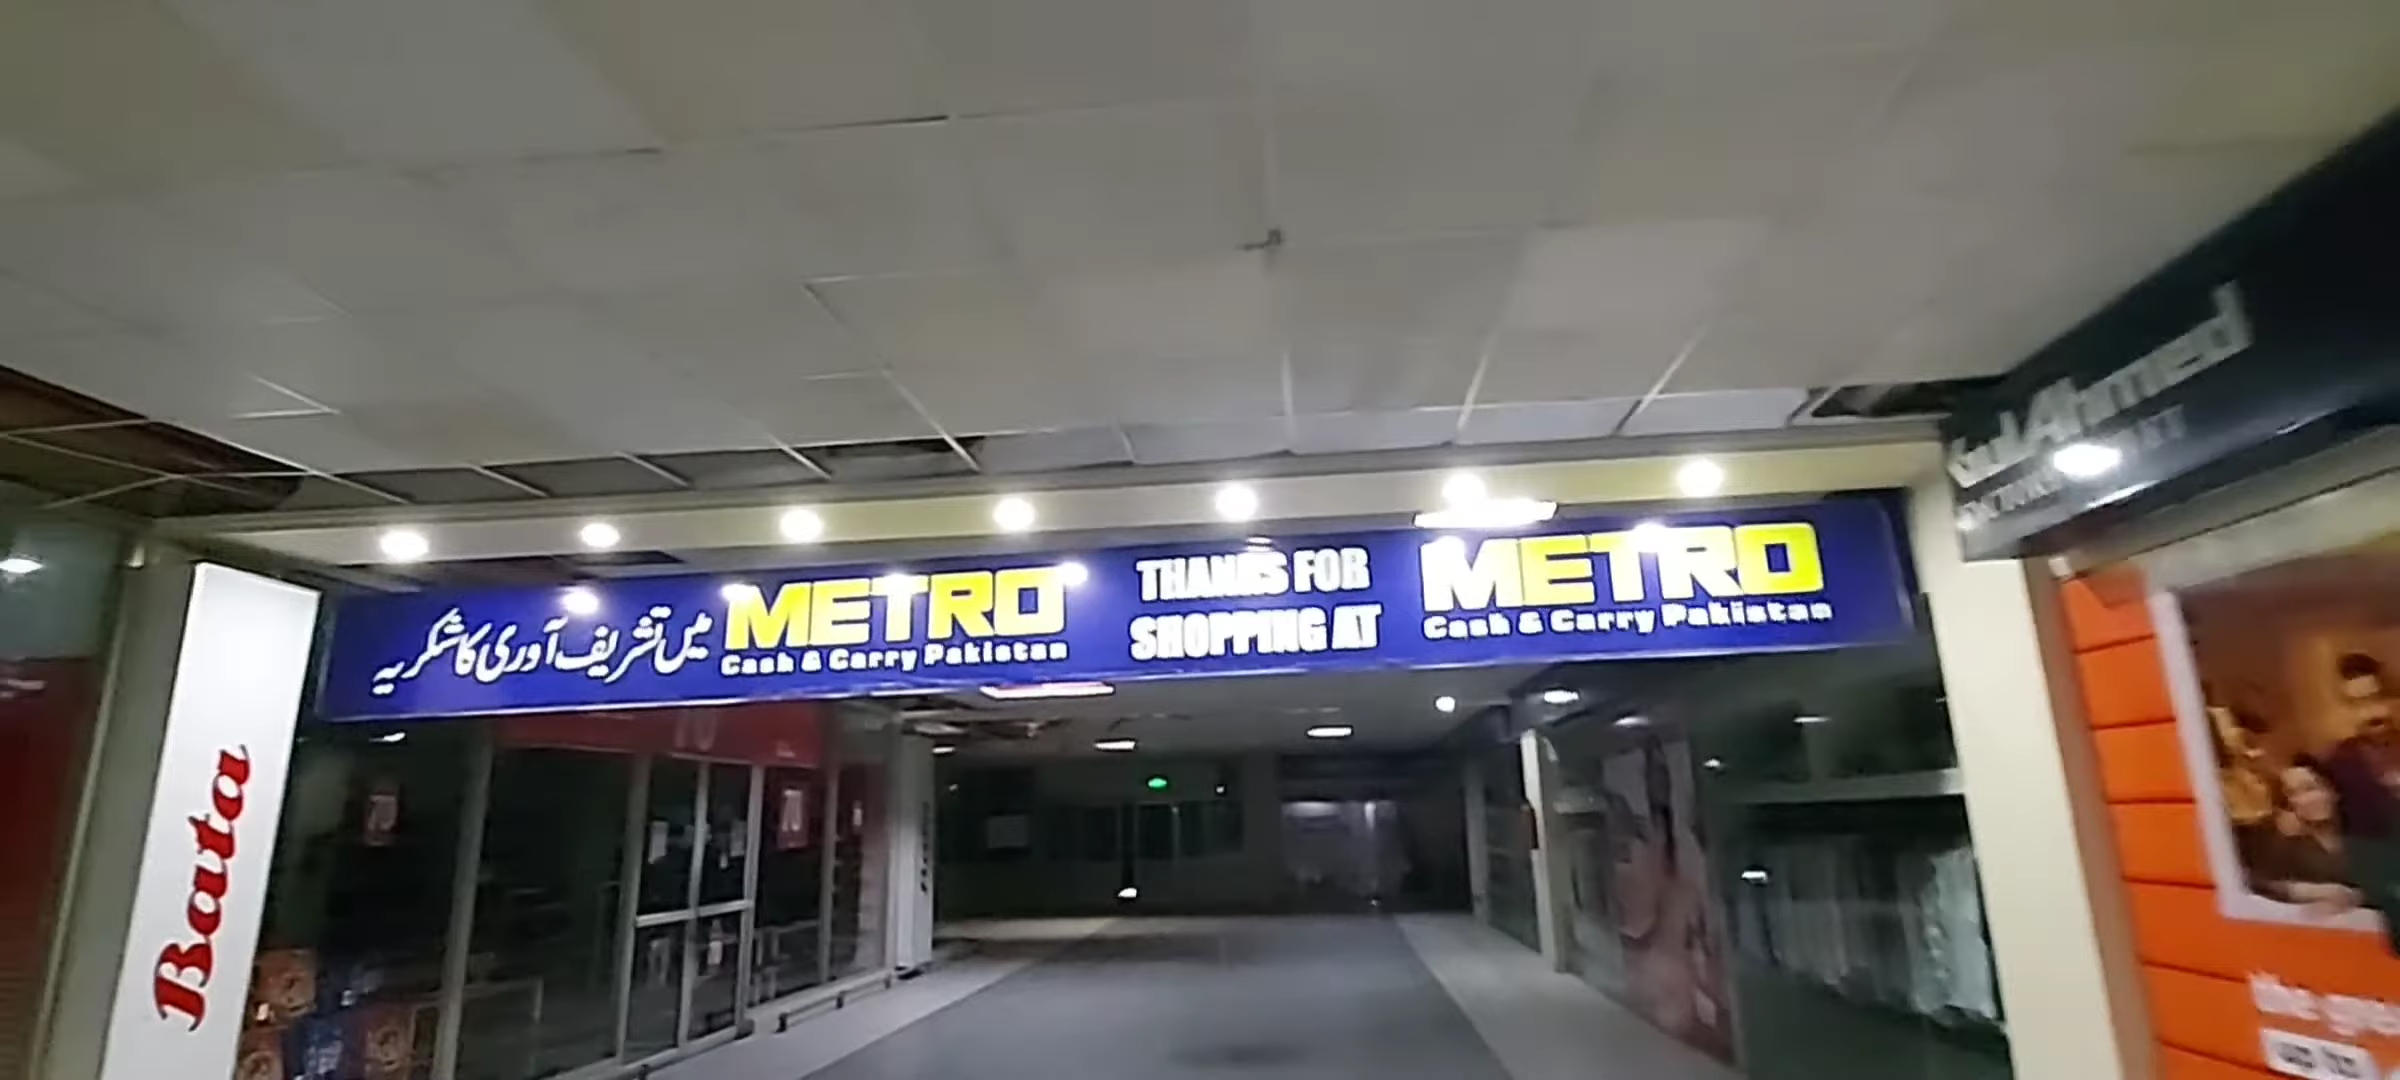 Bata
میں تشریف آوری کا شکریہ
METRO
Cash & Carry Pakistan
THANKS FOR
SHOPPING AT
METRO
Cash & Carry Pakistan
Gul Ahmed